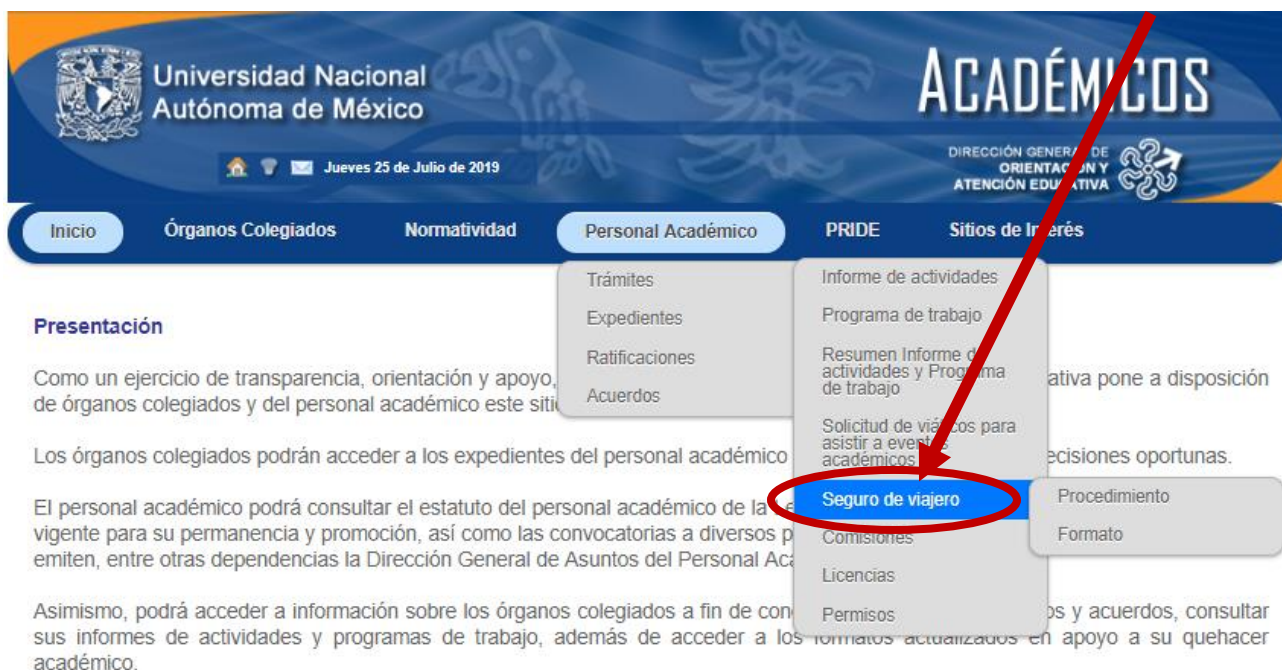 Universidad Nacional
Autónoma de México
Jueves 25 de Julio de 2019
ACADÉMICOS
DIRECCIÓN GENERAL DE
ORIENTACIÓN Y
ATENCIÓN EDUCATIVA
Inicio Órganos Colegiados Normatividad Personal Académico PRIDE Sitios de Interés
Trámites
Expedientes
Ratificaciones
Acuerdos
Informe de actividades
Programa de trabajo
Resumen Informe de
actividades y Programa
de trabajo
Solicitud de viáticos para
asistir a eventos
académicos
Seguro de viajero
Comisiones
Licencias
Permisos
Procedimiento
Formato
Presentación
Como un ejercicio de transparencia, orientación y apoyo, ativa pone a disposición
de órganos colegiados y del personal académico este siti
Los órganos colegiados podrán acceder a los expedientes del personal académico ecisiones oportunas.
El personal académico podrá consultar el estatuto del personal académico de la
vigente para su permanencia y promoción, así como las convocatorias a diversos p
emiten, entre otras dependencias la Dirección General de Asuntos del Personal Aca
Asimismo, podrá acceder a información sobre los órganos colegiados a fin de con os y acuerdos, consultar
sus informes de actividades y programas de trabajo, además de acceder a los formatos actualizados en apoyo a su quehacer
académico.